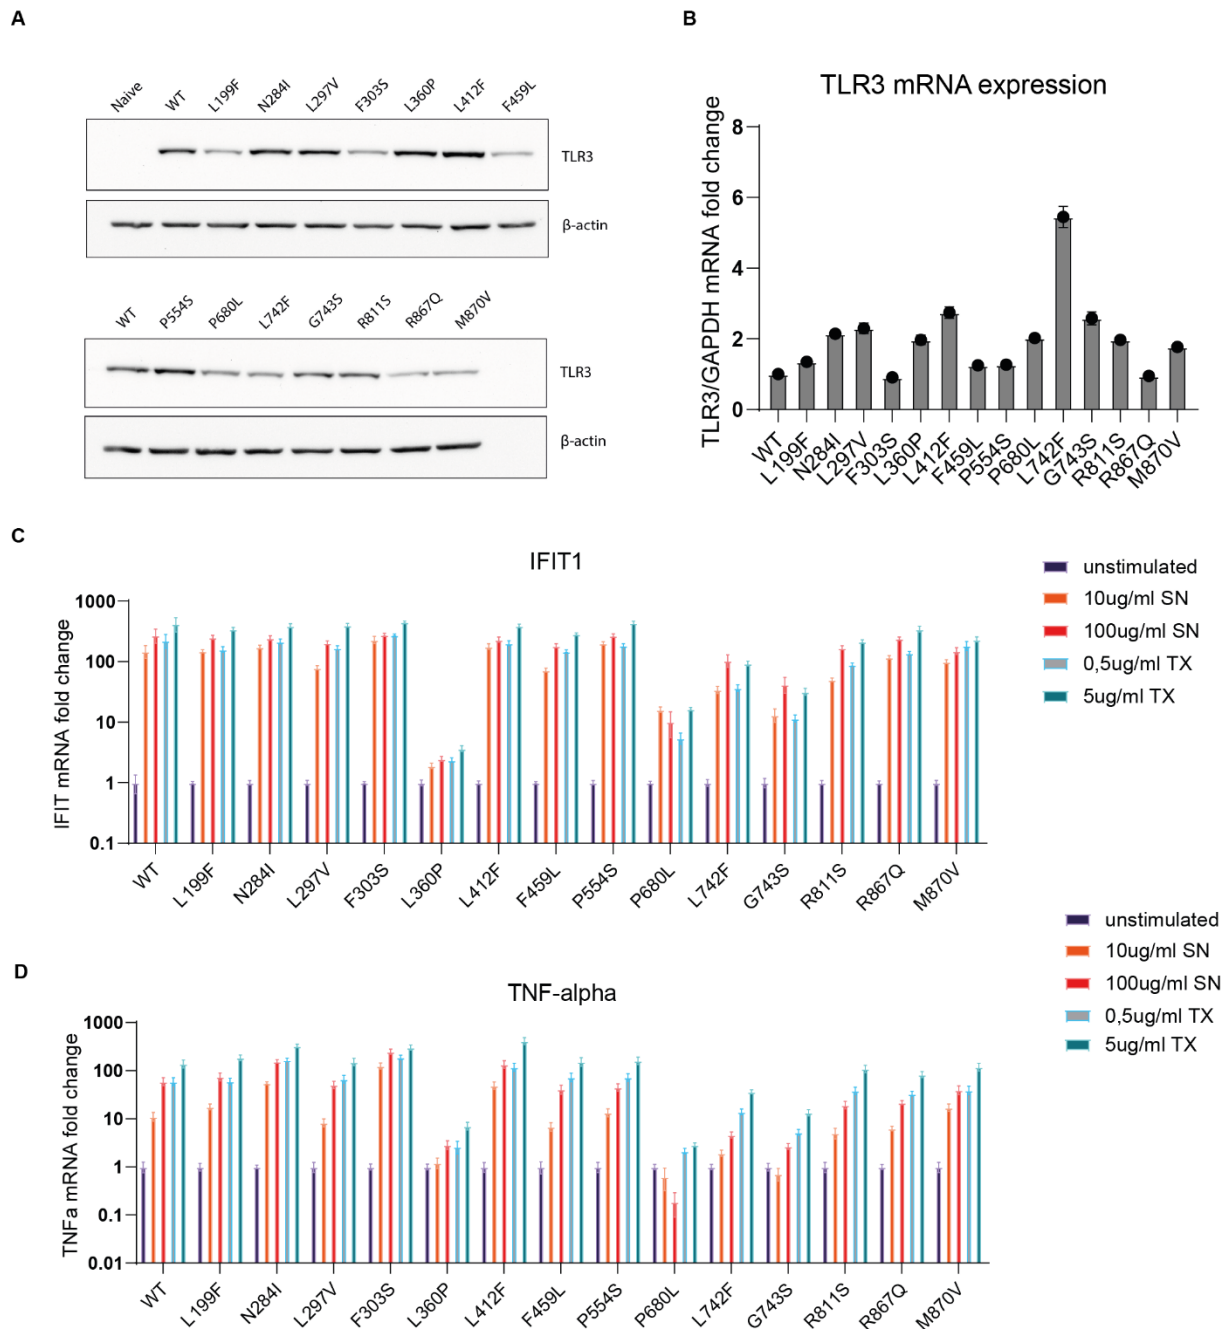 A
Naive
WT
L199F
N284I
L297V
F303S
L360P
L412F
F459L
TLR3
β-actin
WT
P554S
P680L
L742F
G743S
R811S
R867Q
M870V
TLR3
β-actin
B
TLR3 mRNA expression
TLR3/GAPDH mRNA fold change
8
6
4
2
0
WT
L199F
N284I
L297V
F303S
L360P
L412F
F459L
P554S
P680L
L742F
G743S
R811S
R867Q
M870V
C
IFIT1
IFIT mRNA fold change
1000
100
10
1
0.1
WT
L199F
N284I
L297V
F303S
L360P
L412F
F459L
P554S
P680L
L742F
G743S
R811S
R867Q
M870V
unstimulated
10ug/ml SN
100ug/ml SN
0,5ug/ml TX
5ug/ml TX
D
TNF-alpha
TNFa mRNA fold change
1000
100
10
1
0.1
0.01
WT
L199F
N284I
L297V
F303S
L360P
L412F
F459L
P554S
P680L
L742F
G743S
R811S
R867Q
M870V
unstimulated
10ug/ml SN
100ug/ml SN
0,5ug/ml TX
5ug/ml TX